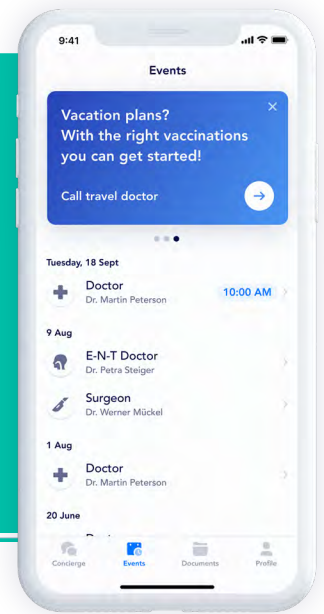 9:41
Events
Vacation plans?
With the right vaccinations
you can get started!
Call travel doctor
Tuesday, 18 Sept
Doctor
10:00 AM
Dr. Martin Peterson
9 Aug
E-N-T Doctor
Dr. Petra Steiger
Surgeon
Dr. Werner Mückel
1 Aug
Doctor
Dr. Martin Peterson
20 June
Concierge
Events
Documents
Profile